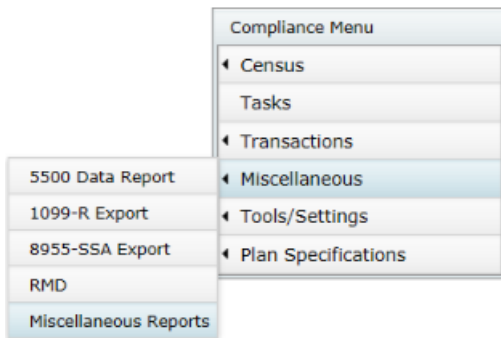 Compliance Menu
Census
Tasks
Transactions
Miscellaneous
Tools/Settings
Plan Specifications
5500 Data Report
1099-R Export
8955-SSA Export
RMD
Miscellaneous Reports